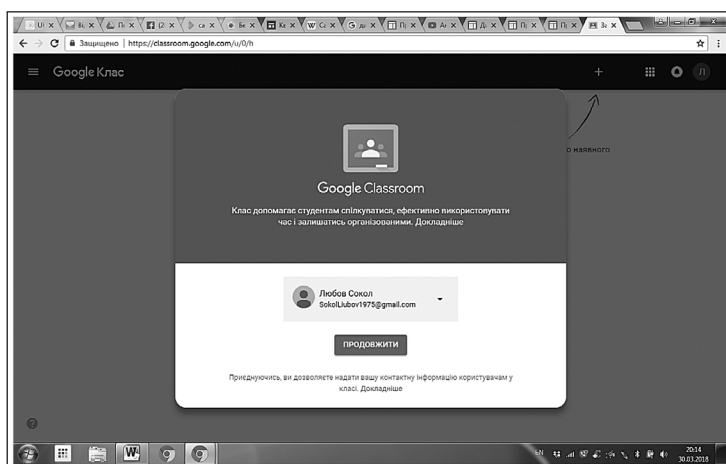 Защищено | https://classroom.google.com/u/0/h
Google Клас
о наявного
Google Classroom
Клас допомагає студентам спілкуватися, ефективно використовувати
час і залишатись організованими. Докладніше
Любов Сокол
SokolLiubov1975@gmail.com
ПРОДОВЖИТИ
Приєднуючись, ви дозволяєте надати вашу контактну інформацію користувачам у
класі. Докладніше
EN
20:14
30.03.2018